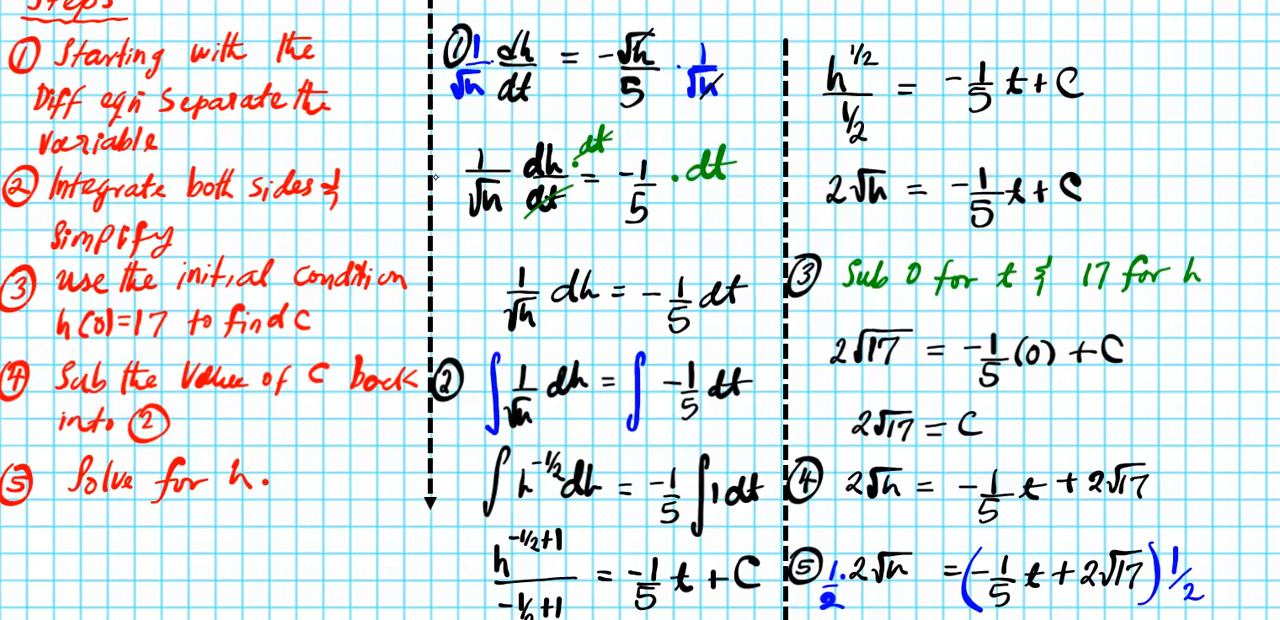 Steps
① Starting with the
Diff eqn separate the
variable
② Integrate both sides &
simplify
③ use the initial condition
h(0)=17 to find C
④ Sub the value of C back
into ②
⑤ Solve for h.
① 1/√h · dh/dt = -√h/5 · 1/√h
1/√h dh/dt · dt = -1/5 · dt
1/√h dh = -1/5 dt
② ∫ 1/√h dh = ∫ -1/5 dt
∫ h^(-1/2) dh = -1/5 ∫ 1 dt
h^(-1/2+1)/(-1/2+1) = -1/5 t + C
h^(1/2)/(1/2) = -1/5 t + C
2√h = -1/5 t + C
③ Sub 0 for t & 17 for h
2√17 = -1/5 (0) + C
2√17 = C
④ 2√h = -1/5 t + 2√17
⑤ 1/2 · 2√h = (-1/5 t + 2√17) 1/2